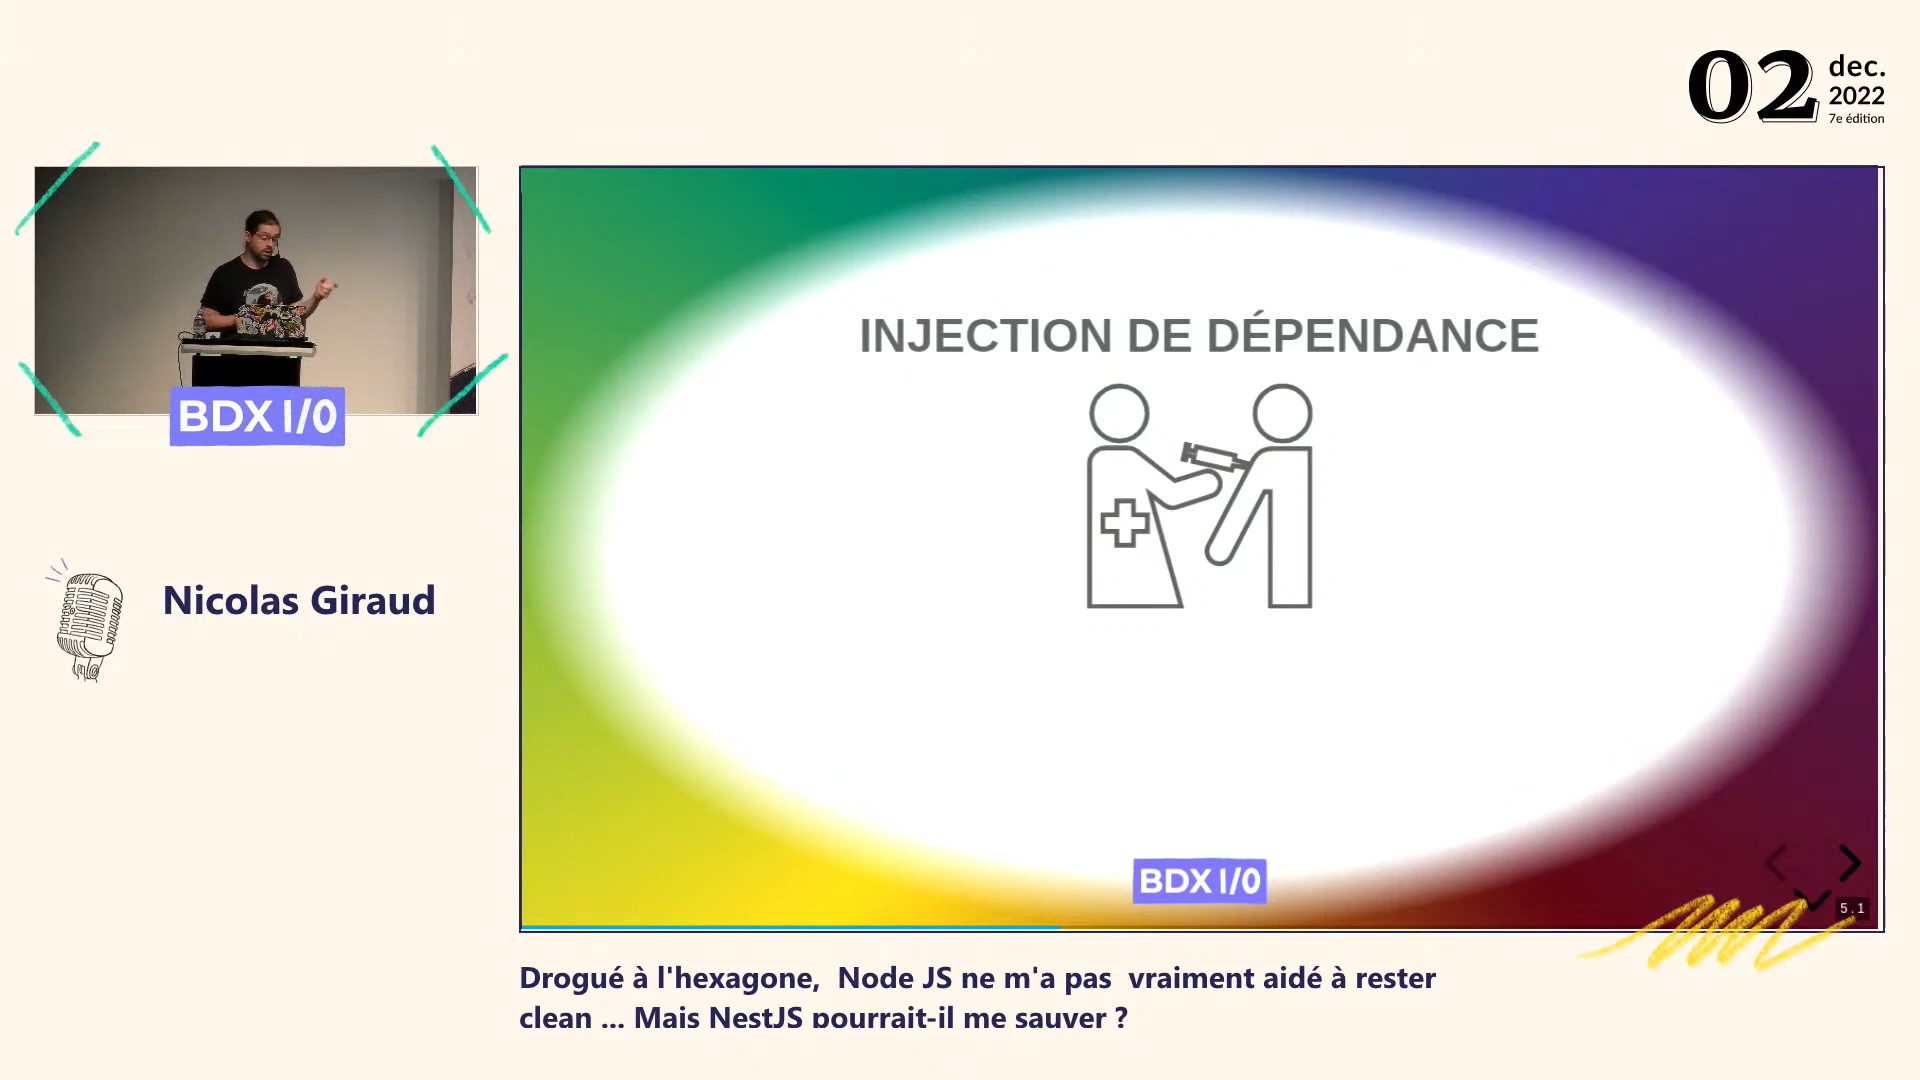 02
dec.
2022
7e édition
BDX I/O
Nicolas Giraud
INJECTION DE DÉPENDANCE
BDX I/O
5.1
Drogué à l'hexagone,  Node JS ne m'a pas  vraiment aidé à rester
clean ... Mais NestJS pourrait-il me sauver ?